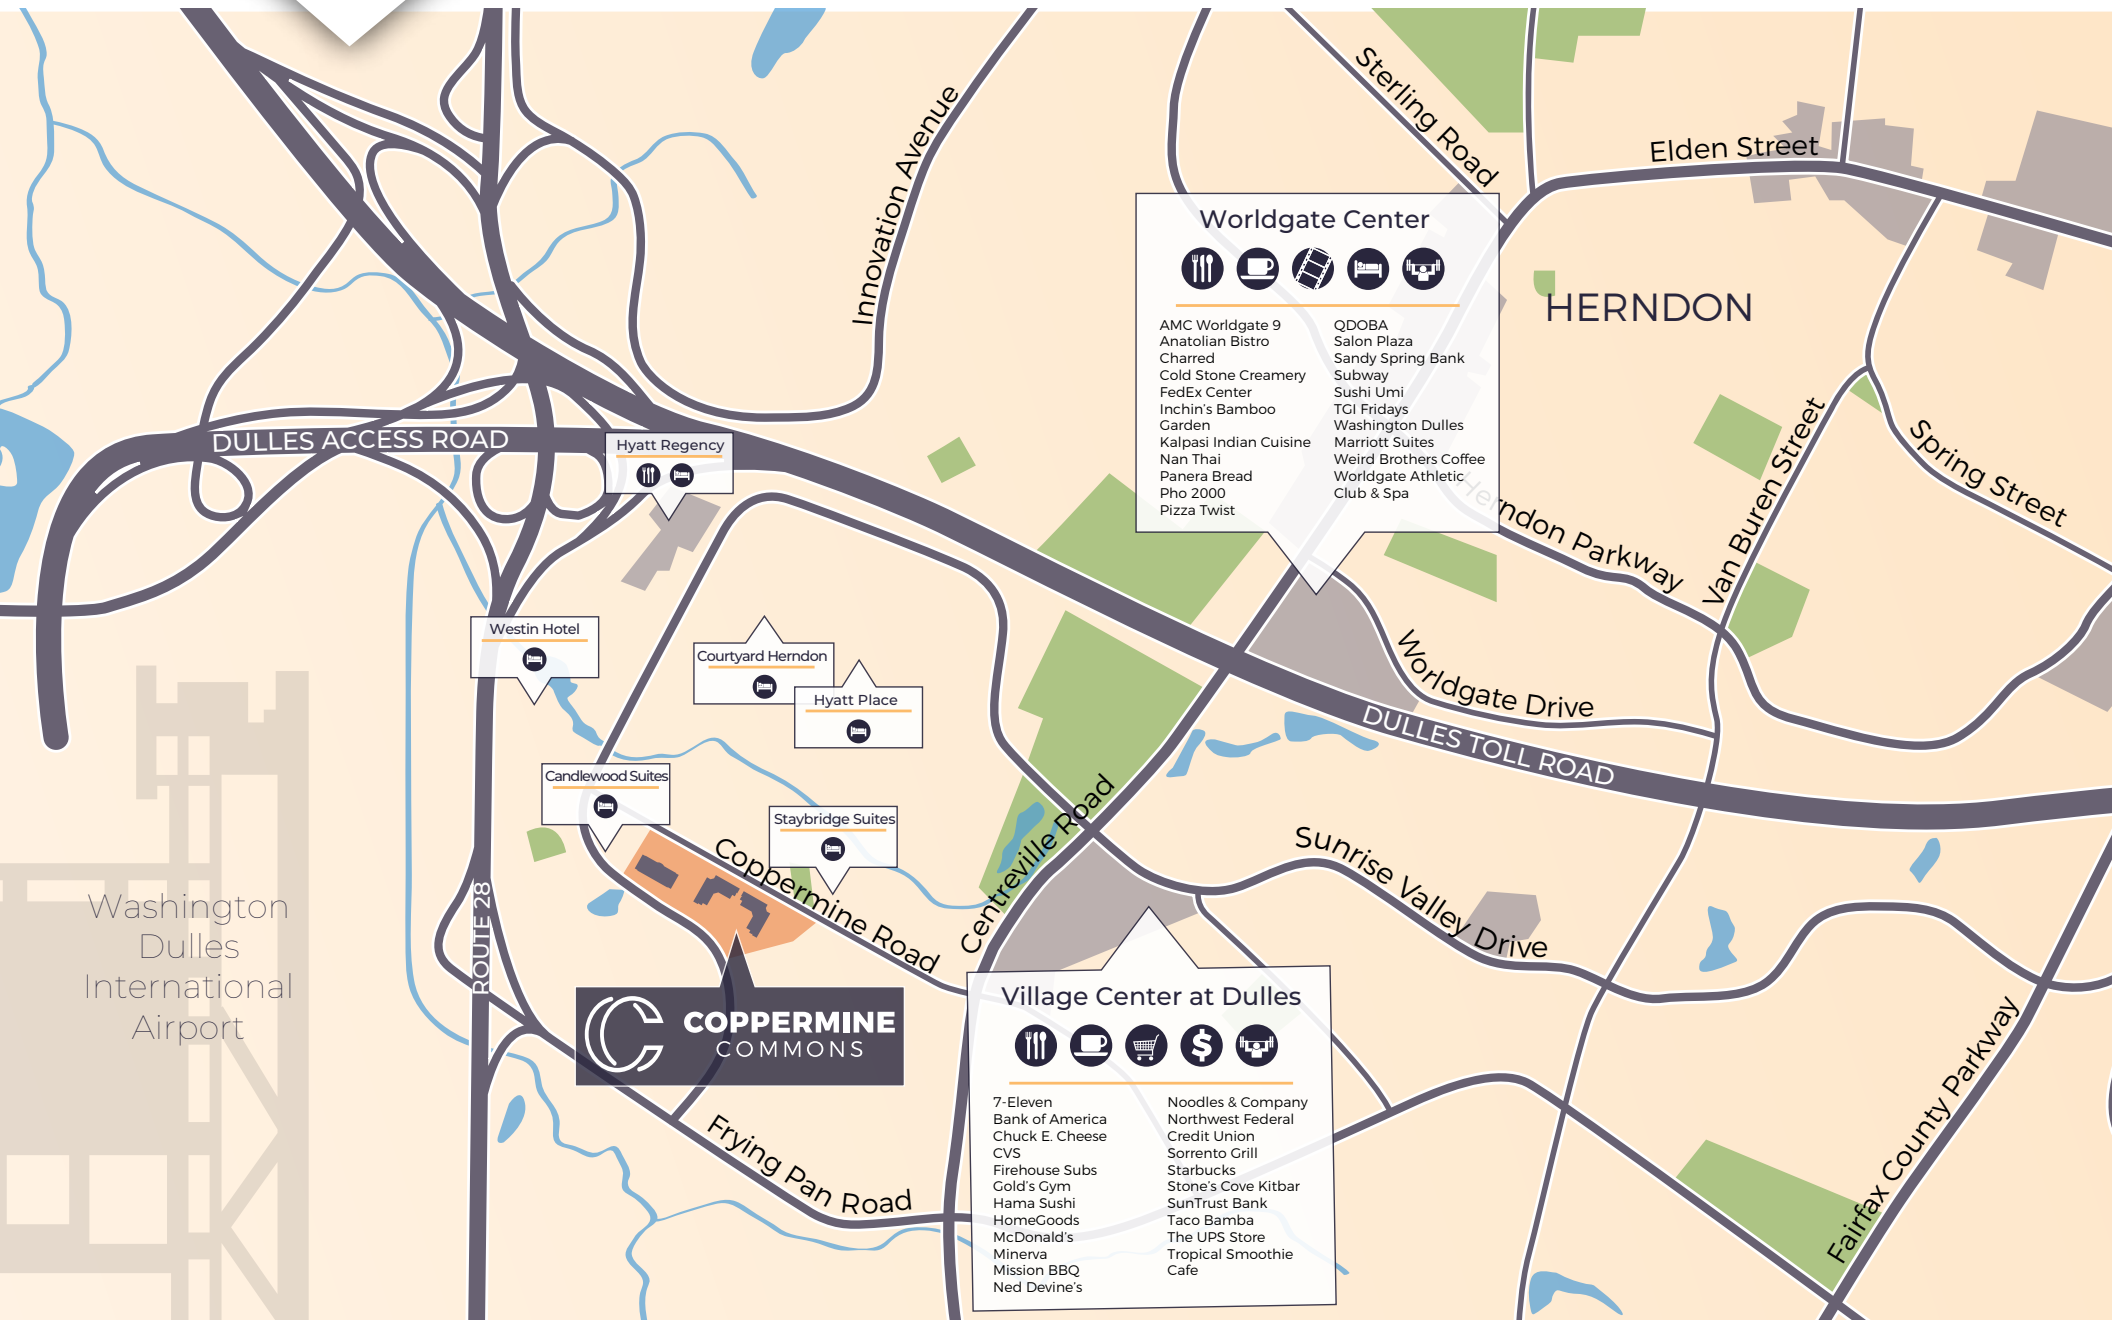 Sterling Road
Innovation Avenue
Elden Street
Worldgate Center
AMC Worldgate 9
Anatolian Bistro
Charred
Cold Stone Creamery
FedEx Center
Inchin's Bamboo
Garden
Kalpasi Indian Cuisine
Nan Thai
Panera Bread
Pho 2000
Pizza Twist
QDOBA
Salon Plaza
Sandy Spring Bank
Subway
Sushi Umi
TGI Fridays
Washington Dulles
Marriott Suites
Weird Brothers Coffee
Worldgate Athletic
Club & Spa
HERNDON
DULLES ACCESS ROAD
Hyatt Regency
Herndon Parkway
Van Buren Street
Spring Street
Westin Hotel
Courtyard Herndon
Hyatt Place
Worldgate Drive
DULLES TOLL ROAD
Candlewood Suites
Staybridge Suites
Coppermine Road
Centreville Road
Sunrise Valley Drive
ROUTE 28
Washington
Dulles
International
Airport
COPPERMINE
COMMONS
Village Center at Dulles
$
7-Eleven
Bank of America
Chuck E. Cheese
CVS
Firehouse Subs
Gold's Gym
Hama Sushi
HomeGoods
McDonald's
Minerva
Mission BBQ
Ned Devine's
Noodles & Company
Northwest Federal
Credit Union
Sorrento Grill
Starbucks
Stone's Cove Kitbar
SunTrust Bank
Taco Bamba
The UPS Store
Tropical Smoothie
Cafe
Frying Pan Road
Fairfax County Parkway